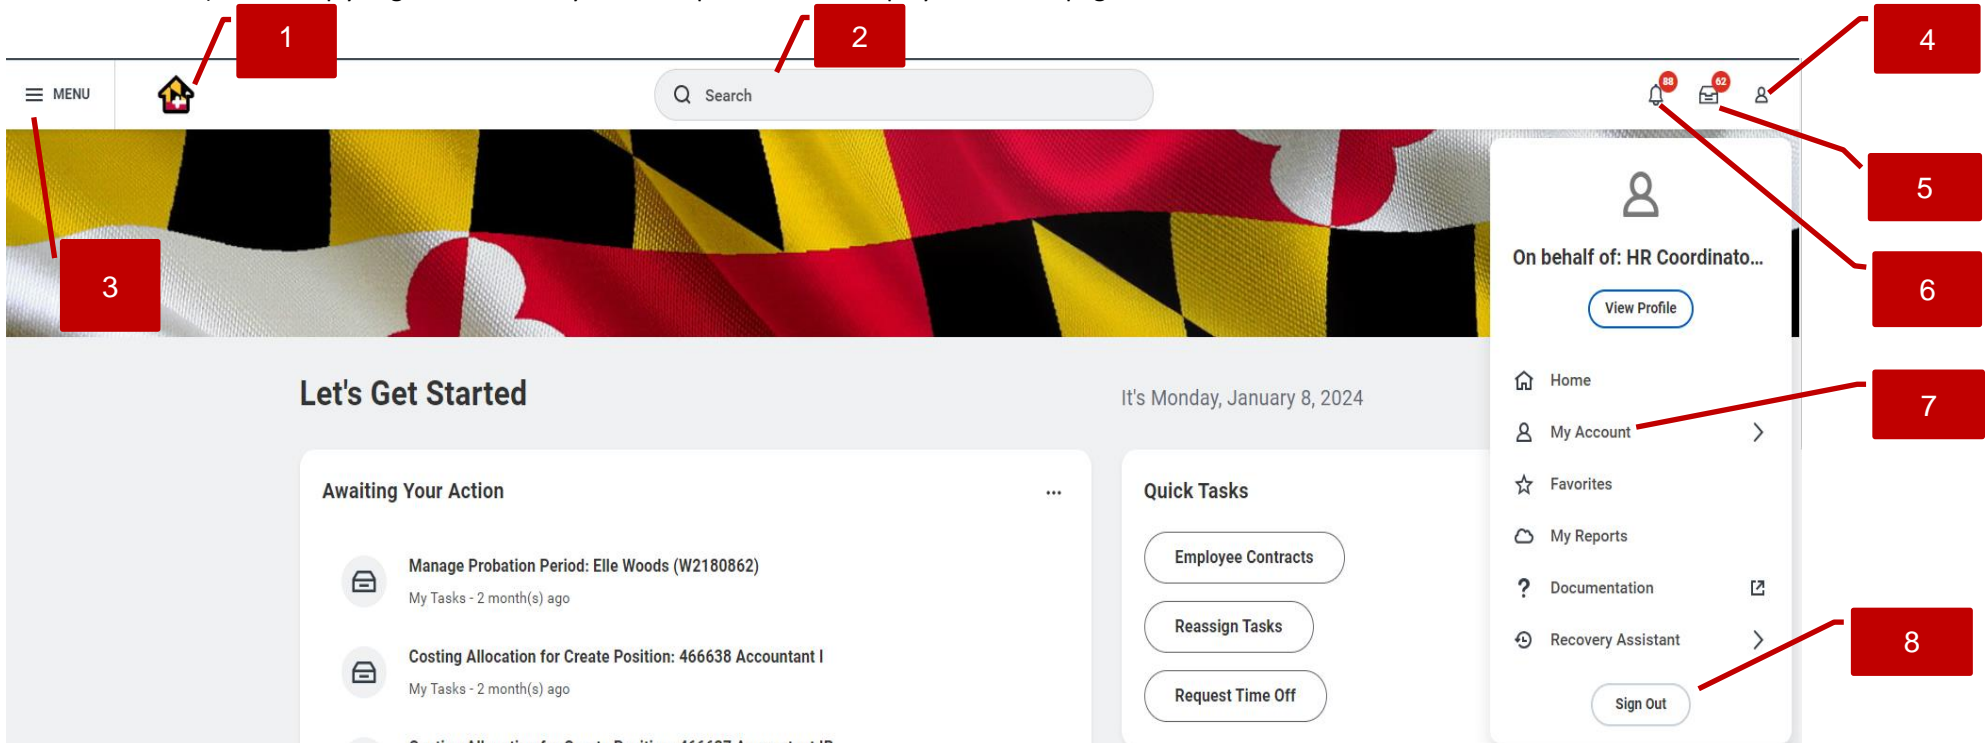 1
2
4
MENU
Search
88
62
5
3
On behalf of: HR Coordinato...
6
View Profile
Let's Get Started
It's Monday, January 8, 2024
Home
7
My Account
Awaiting Your Action
Quick Tasks
Favorites
My Reports
Manage Probation Period: Elle Woods (W2180862)
My Tasks - 2 month(s) ago
Employee Contracts
Documentation
Reassign Tasks
Recovery Assistant
8
Costing Allocation for Create Position: 466638 Accountant I
My Tasks - 2 month(s) ago
Request Time Off
Sign Out